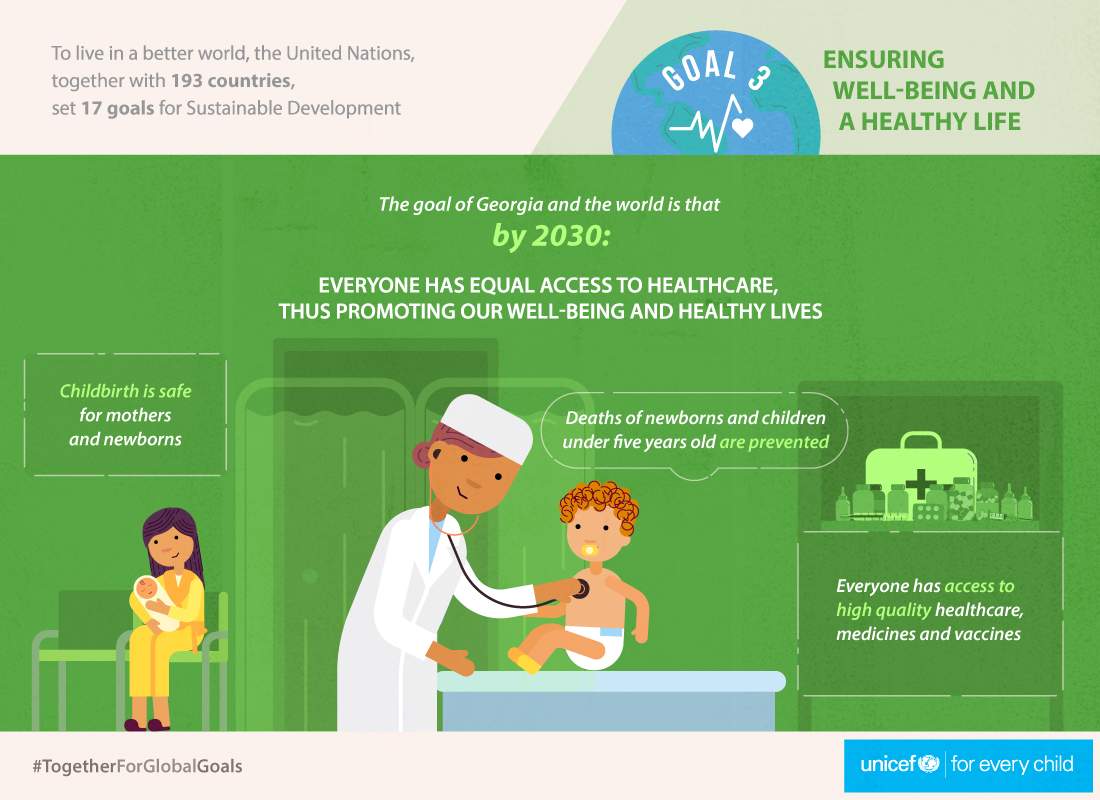 To live in a better world, the United Nations,
together with 193 countries,
set 17 goals for Sustainable Development
GOAL 3
ENSURING
WELL-BEING AND
A HEALTHY LIFE
The goal of Georgia and the world is that
by 2030:
EVERYONE HAS EQUAL ACCESS TO HEALTHCARE,
THUS PROMOTING OUR WELL-BEING AND HEALTHY LIVES
Childbirth is safe
for mothers
and newborns
Deaths of newborns and children
under five years old are prevented
Everyone has access to
high quality healthcare,
medicines and vaccines
#TogetherForGlobalGoals
unicef for every child